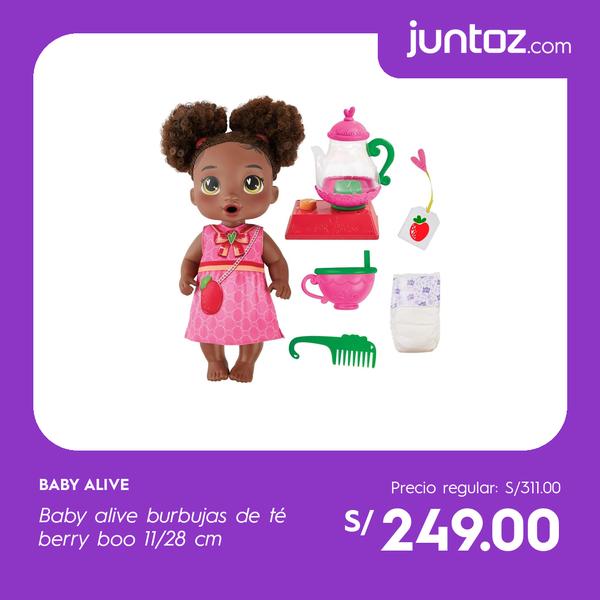 juntoz.com
BABY ALIVE
Baby alive burbujas de té
berry boo 11/28 cm
Precio regular: S/311.00
S/249.00